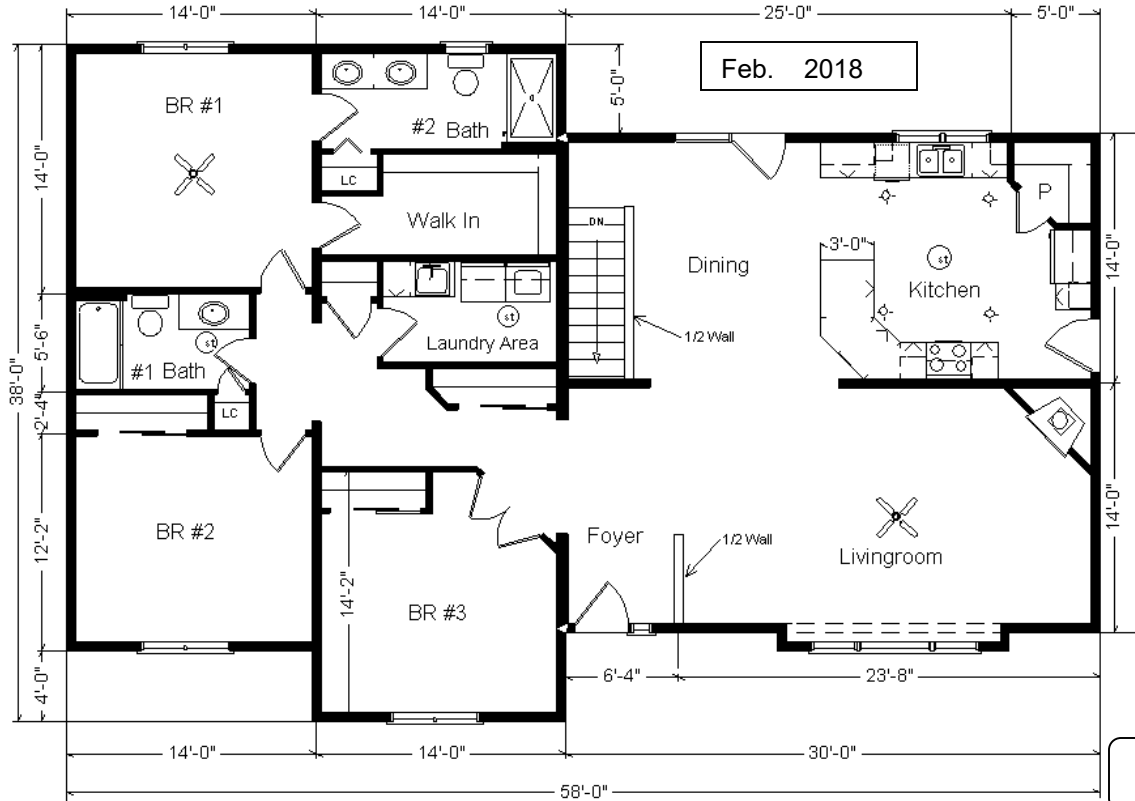 14'-0"
14'-0"
25'-0"
5'-0"
Feb. 2018
5'-0"
BR #1
#2 Bath
LC
14'-0"
Walk In
DN
P
Dining
3'-0"
st
Kitchen
14'-0"
1/2 Wall
st
Laundry Area
5'-6"
st
#1 Bath
LC
38'-0"
2'-4"
BR #2
12'-2"
14'-2"
BR #3
Foyer
1/2 Wall
Livingroom
14'-0"
4'-0"
6'-4"
23'-8"
14'-0"
14'-0"
30'-0"
58'-0"